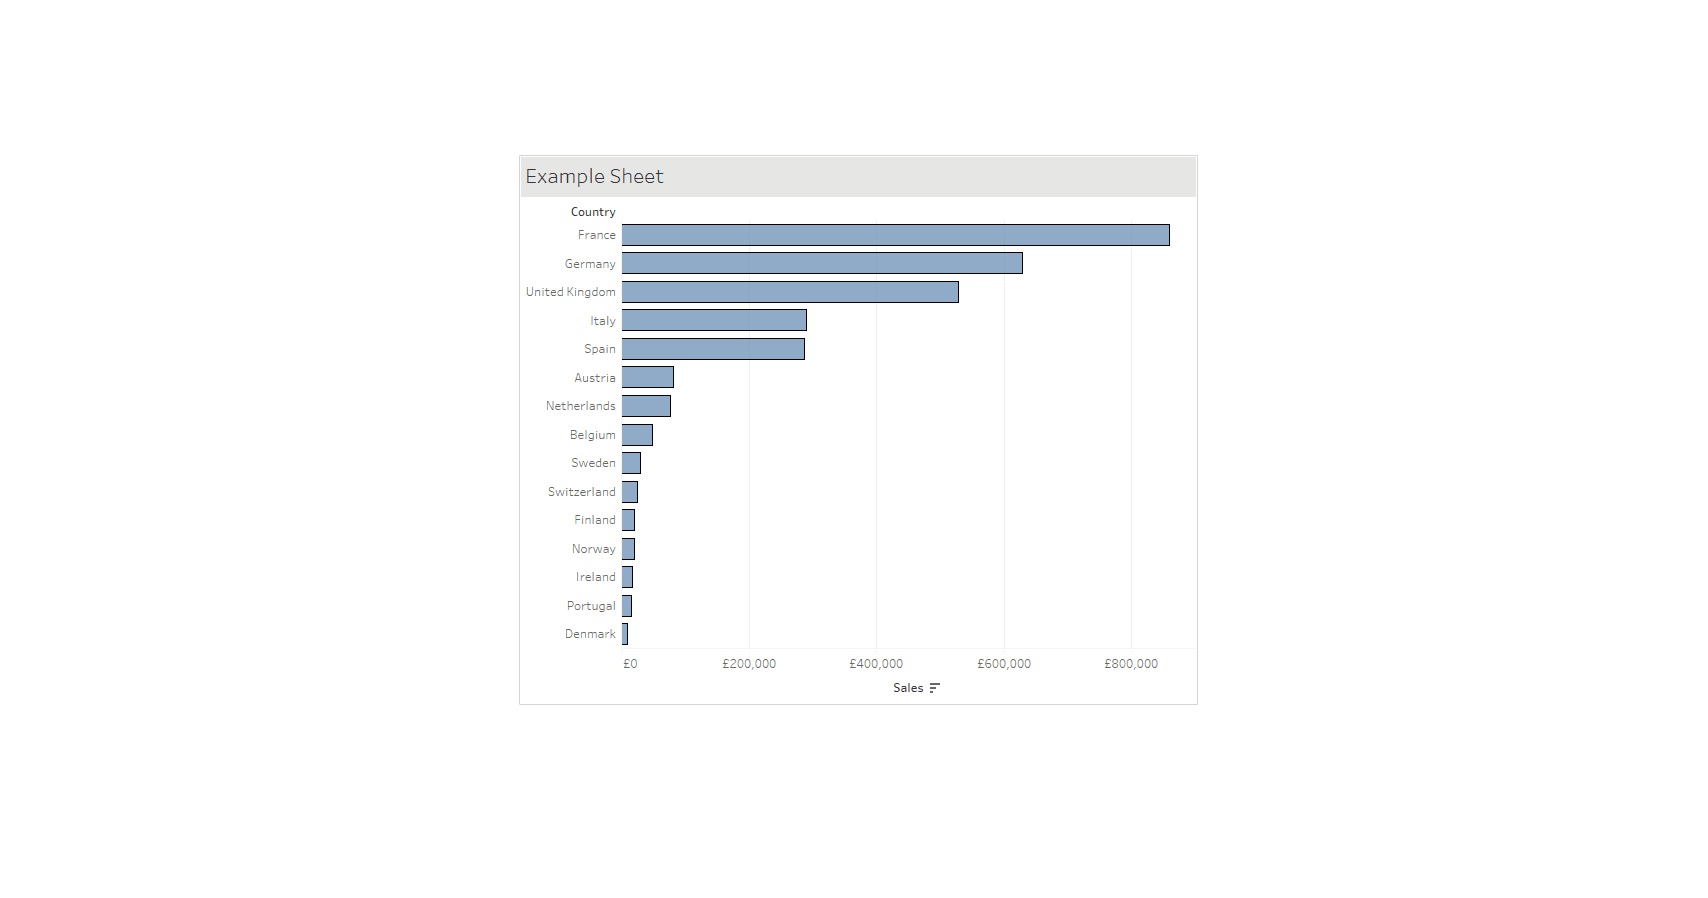 Example Sheet
Country
France
Germany
United Kingdom
Italy
Spain
Austria
Netherlands
Belgium
Sweden
Switzerland
Finland
Norway
Ireland
Portugal
Denmark
£0 £200,000 £400,000 £600,000 £800,000
Sales